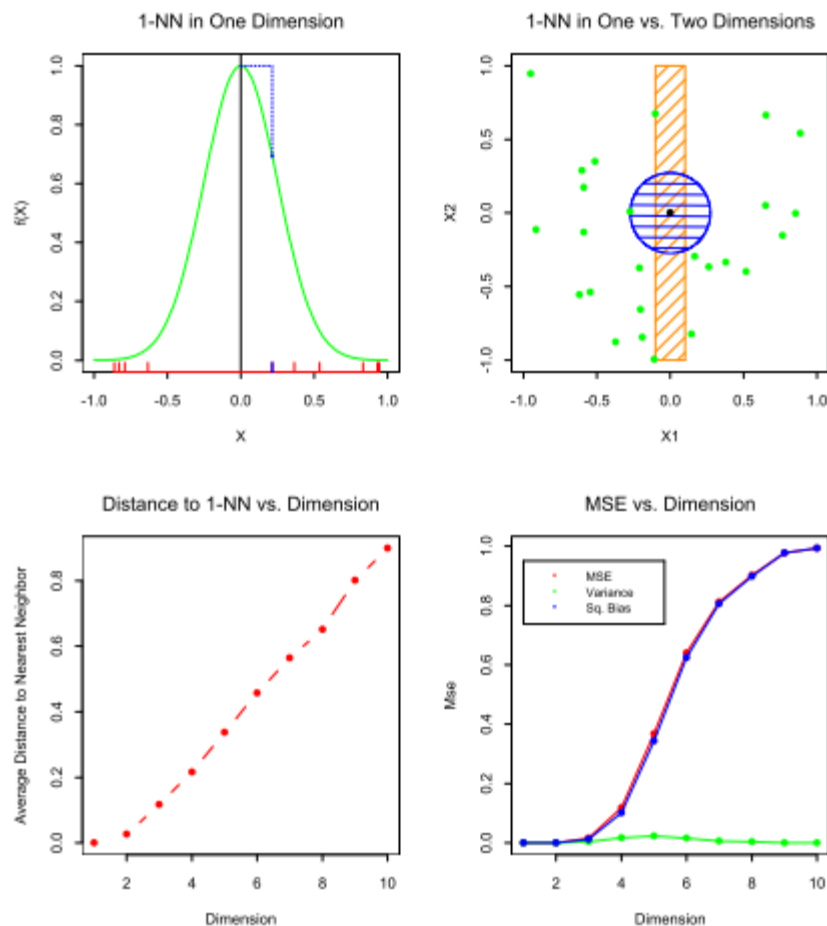 1-NN in One Dimension
f(X)
0.0 0.2 0.4 0.6 0.8 1.0
-1.0 -0.5 0.0 0.5 1.0
X
1-NN in One vs. Two Dimensions
X2
-1.0 -0.5 0.0 0.5 1.0
-1.0 -0.5 0.0 0.5 1.0
X1
Distance to 1-NN vs. Dimension
Average Distance to Nearest Neighbor
0.0 0.2 0.4 0.6 0.8
2 4 6 8 10
Dimension
MSE vs. Dimension
Mse
0.0 0.2 0.4 0.6 0.8 1.0
MSE
Variance
Sq. Bias
2 4 6 8 10
Dimension